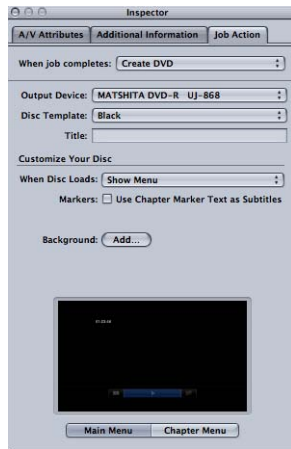 Inspector
A/V Attributes Additional Information Job Action
When job completes: Create DVD
Output Device: MATSHITA DVD-R UJ-868
Disc Template: Black
Title:
Customize Your Disc
When Disc Loads: Show Menu
Markers: Use Chapter Marker Text as Subtitles
Background: Add...
Main Menu Chapter Menu